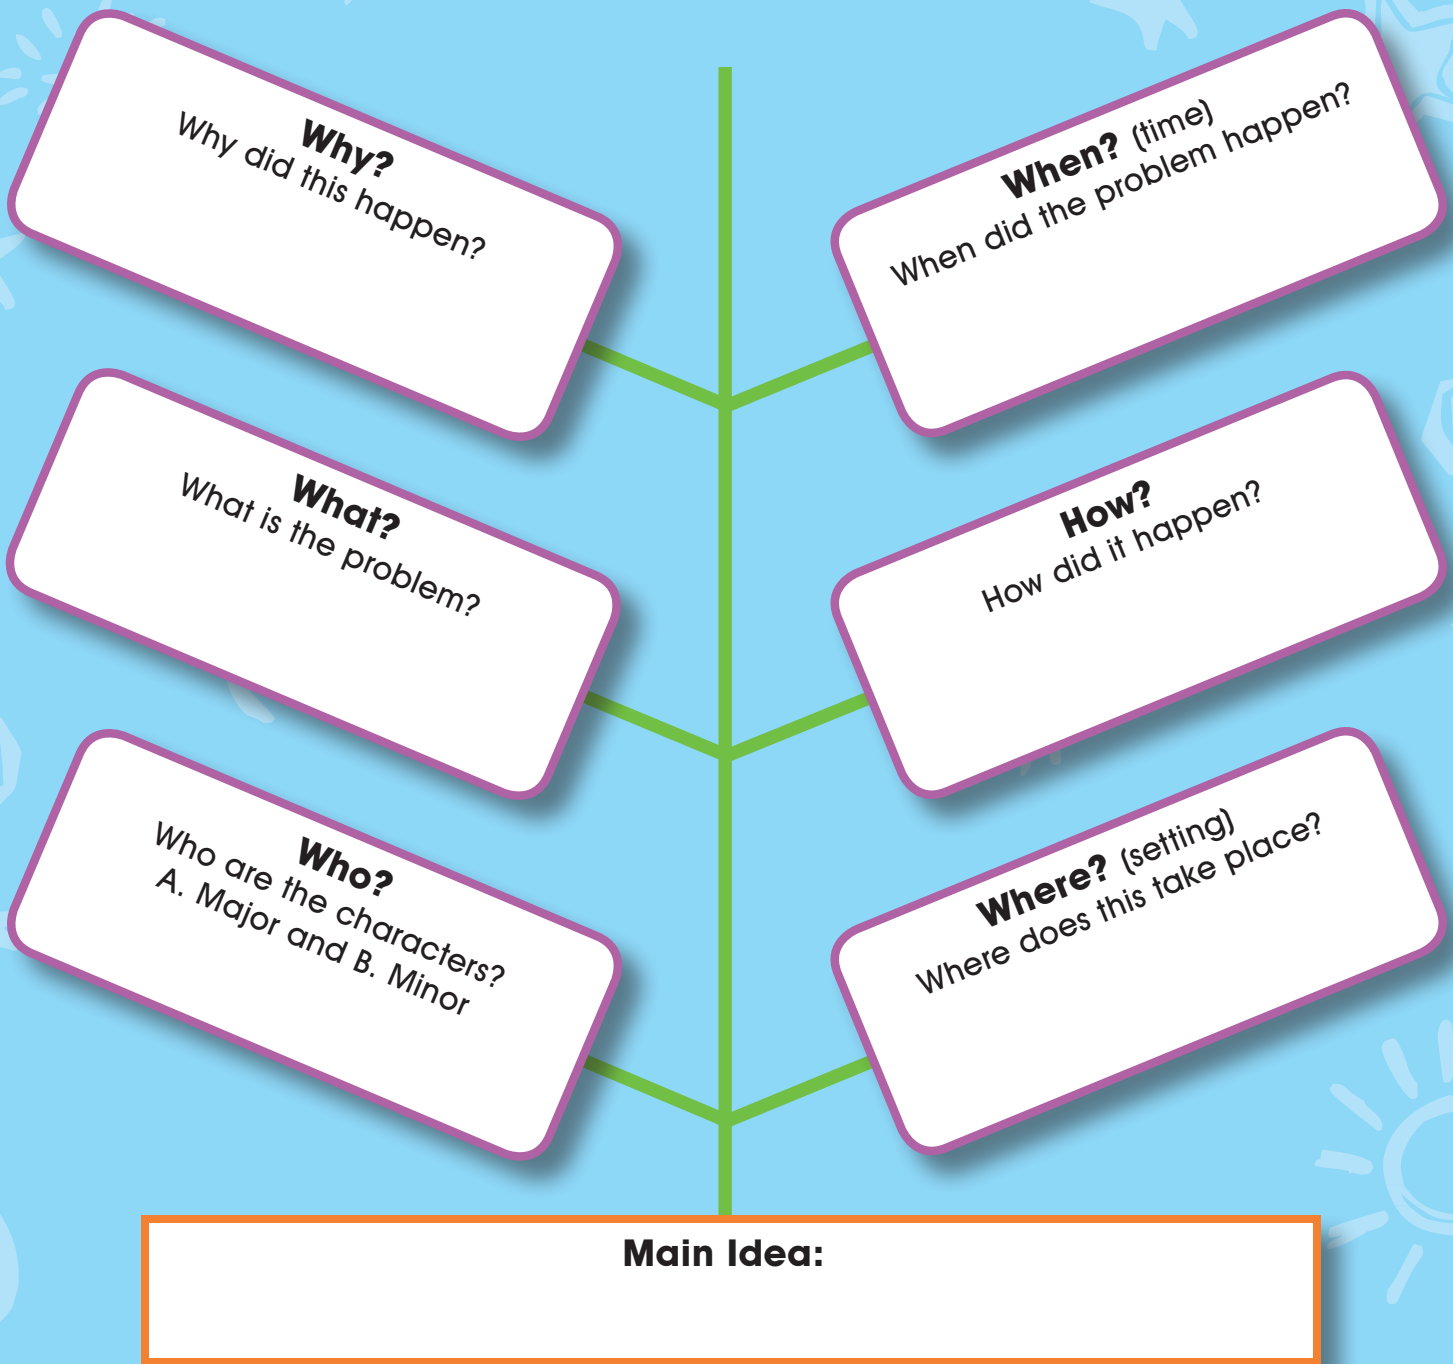 Why?
Why did this happen?
When? (time)
When did the problem happen?
What?
What is the problem?
How?
How did it happen?
Who?
Who are the characters?
A. Major and B. Minor
Where? (setting)
Where does this take place?
Main Idea: